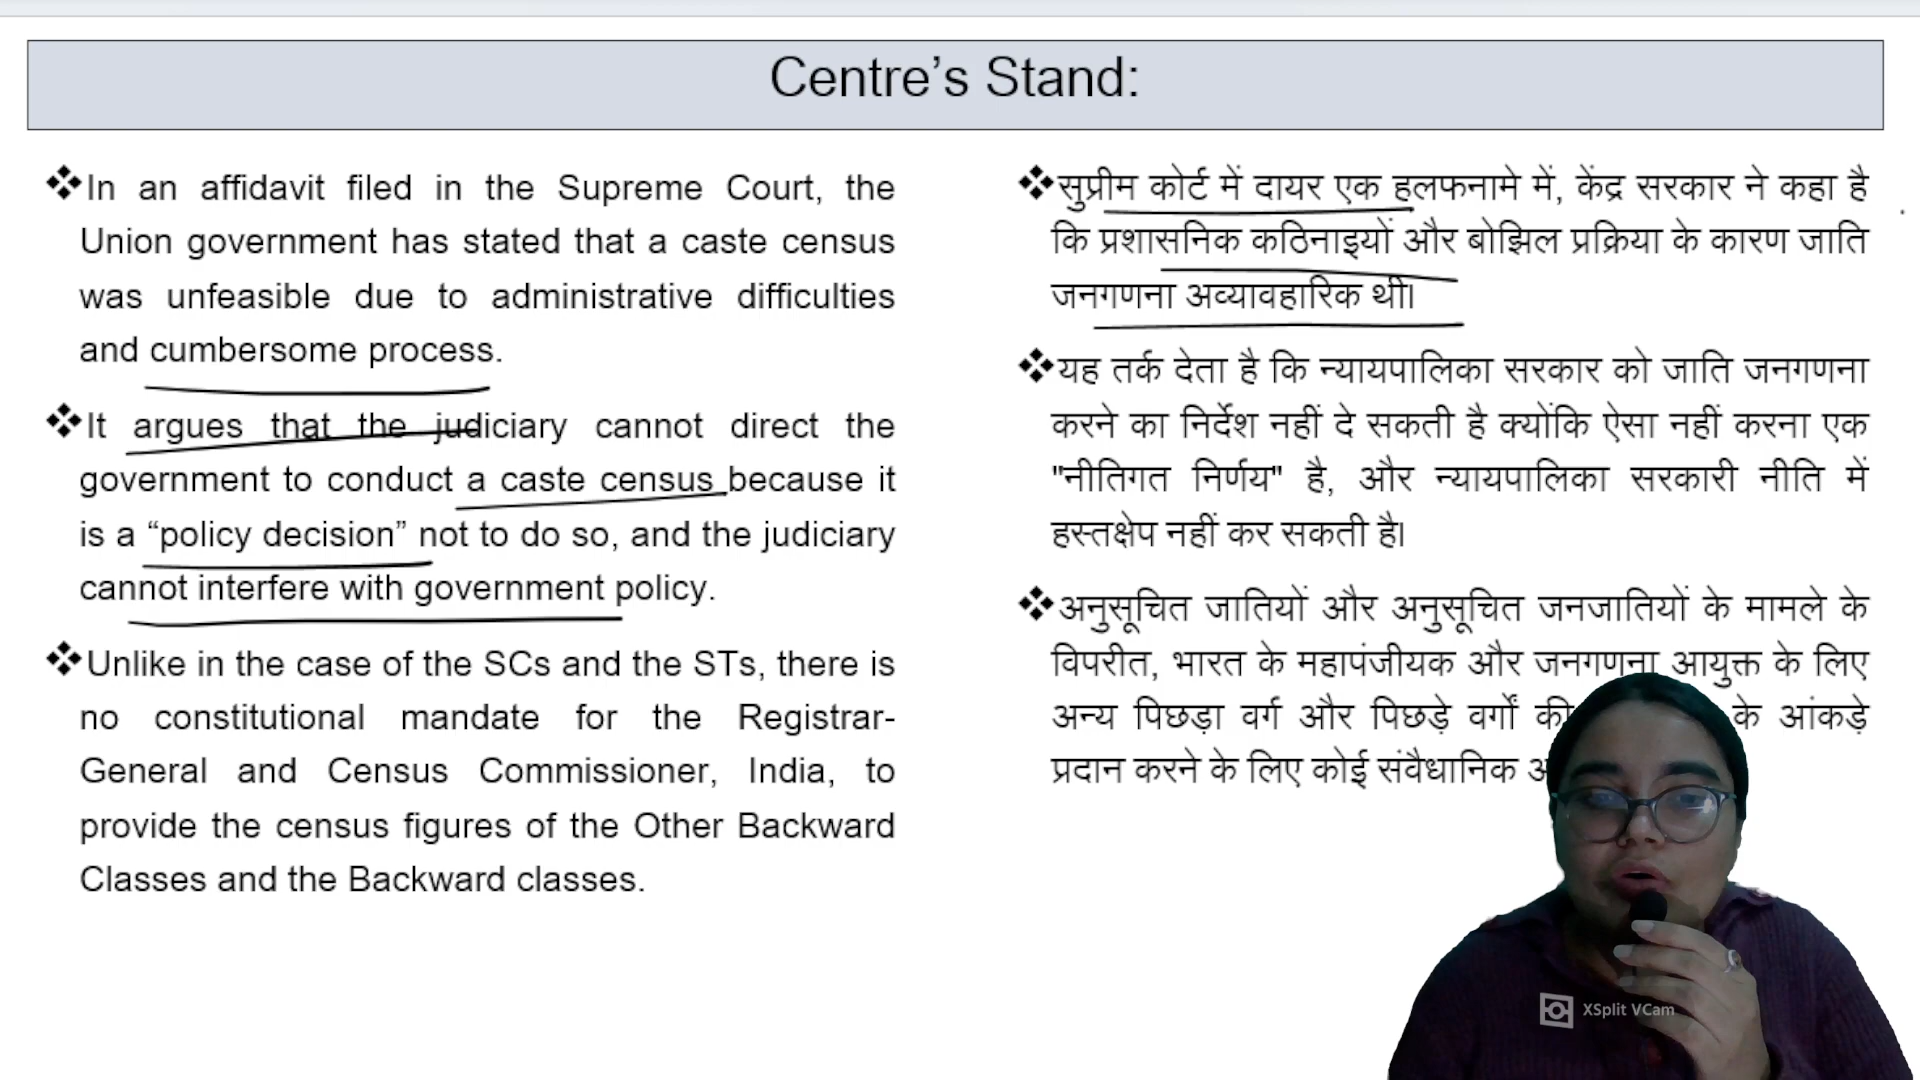 Centre’s Stand:
❖In an affidavit filed in the Supreme Court, the
Union government has stated that a caste census
was unfeasible due to administrative difficulties
and cumbersome process.
❖It argues that the judiciary cannot direct the
government to conduct a caste census because it
is a “policy decision” not to do so, and the judiciary
cannot interfere with government policy.
❖Unlike in the case of the SCs and the STs, there is
no constitutional mandate for the Registrar-
General and Census Commissioner, India, to
provide the census figures of the Other Backward
Classes and the Backward classes.
❖सुप्रीम कोर्ट में दायर एक हलफनामे में, केंद्र सरकार ने कहा है
कि प्रशासनिक कठिनाइयों और बोझिल प्रक्रिया के कारण जाति
जनगणना अव्यावहारिक थी।
❖यह तर्क देता है कि न्यायपालिका सरकार को जाति जनगणना
करने का निर्देश नहीं दे सकती है क्योंकि ऐसा नहीं करना एक
"नीतिगत निर्णय" है, और न्यायपालिका सरकारी नीति में
हस्तक्षेप नहीं कर सकती है।
❖अनुसूचित जातियों और अनुसूचित जनजातियों के मामले के
विपरीत, भारत के महापंजीयक और जनगणना आयुक्त के लिए
अन्य पिछड़ा वर्ग और पिछड़े वर्गों की के आंकड़े
प्रदान करने के लिए कोई संवैधानिक
XSplit VCam